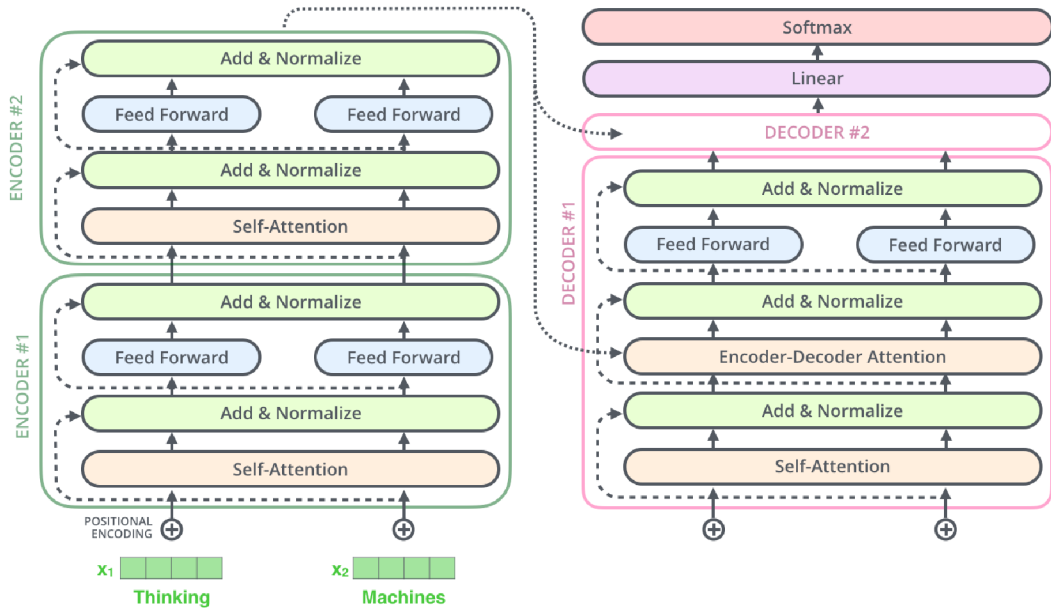 ENCODER #2
Add & Normalize
Feed Forward
Feed Forward
Add & Normalize
Self-Attention
ENCODER #1
Add & Normalize
Feed Forward
Feed Forward
Add & Normalize
Self-Attention
POSITIONAL
ENCODING
x1
x2
Thinking
Machines
Softmax
Linear
DECODER #2
DECODER #1
Add & Normalize
Feed Forward
Feed Forward
Add & Normalize
Encoder-Decoder Attention
Add & Normalize
Self-Attention